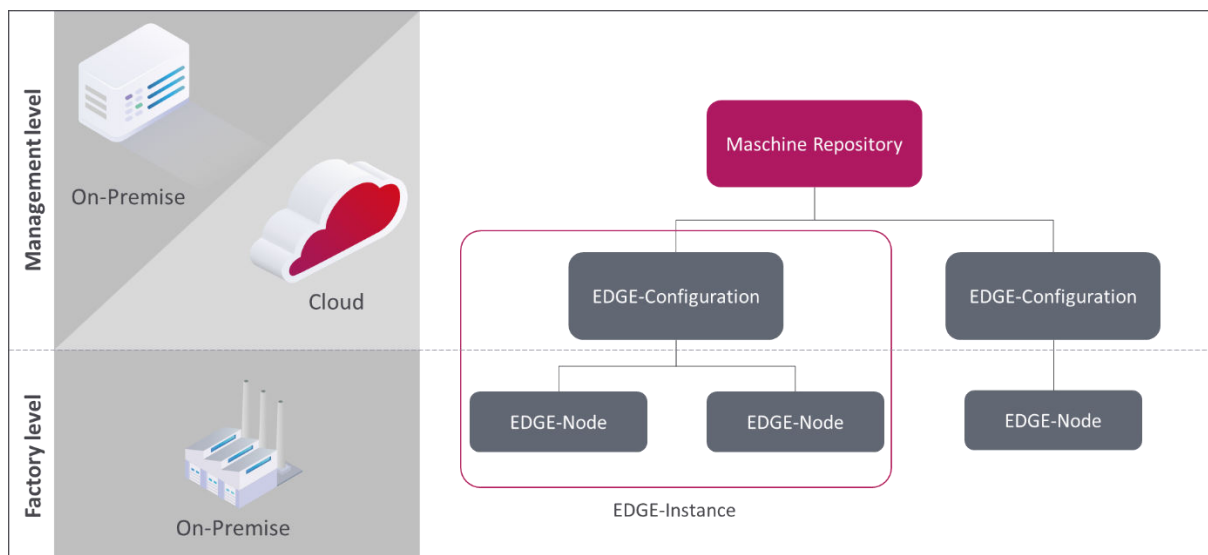 Management level
On-Premise
Cloud
Maschine Repository
EDGE-Configuration
EDGE-Configuration
Factory level
On-Premise
EDGE-Node
EDGE-Node
EDGE-Node
EDGE-Instance